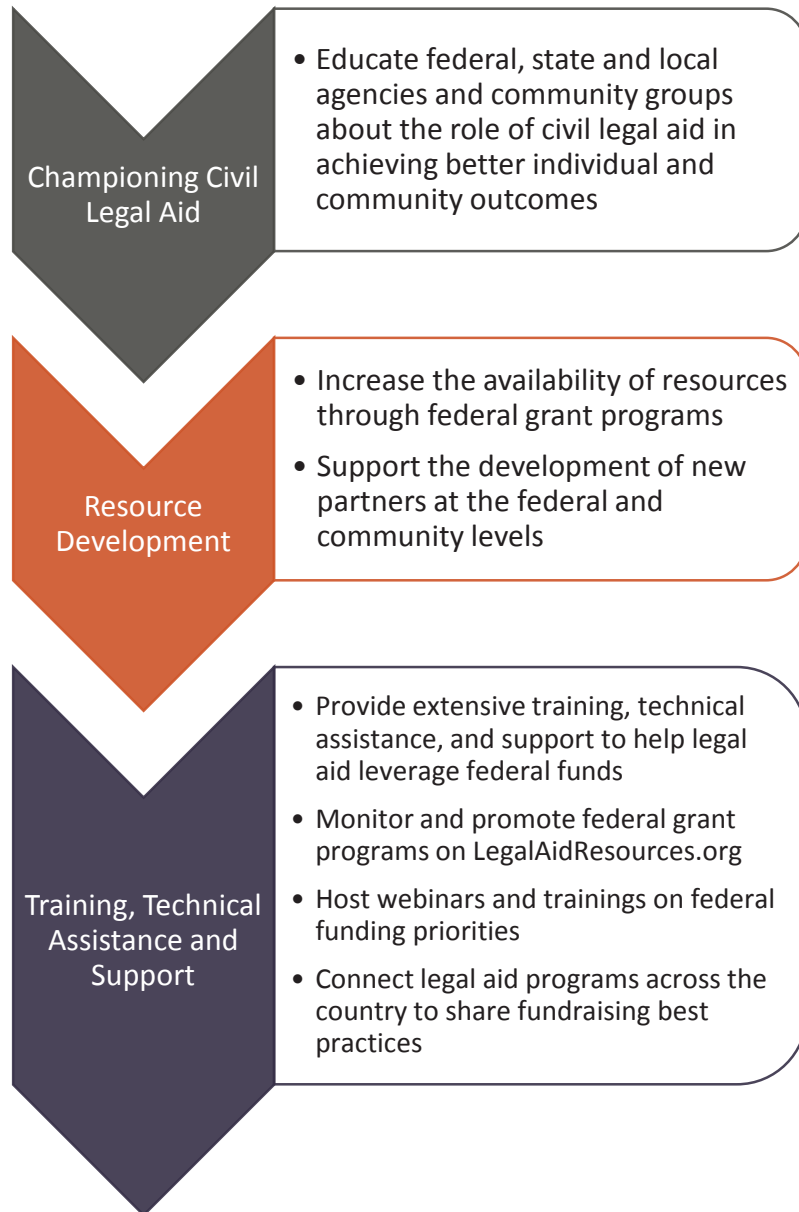 Championing Civil
Legal Aid
• Educate federal, state and local
agencies and community groups
about the role of civil legal aid in
achieving better individual and
community outcomes
Resource
Development
• Increase the availability of resources
through federal grant programs
• Support the development of new
partners at the federal and
community levels
Training, Technical
Assistance and
Support
• Provide extensive training, technical
assistance, and support to help legal
aid leverage federal funds
• Monitor and promote federal grant
programs on LegalAidResources.org
• Host webinars and trainings on federal
funding priorities
• Connect legal aid programs across the
country to share fundraising best
practices